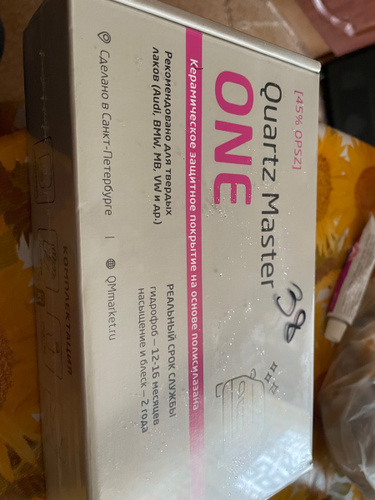 [45% OPSZ]
Quartz Master
38
ONE
Керамическое защитное покрытие на основе полисилазана
Рекомендовано для твердых
лаков (Audi, BMW, MB, VW и др.)
РЕАЛЬНЫЙ СРОК СЛУЖБЫ
гидрофоб — 12-16 месяцев
насыщение и блеск — 2 года
Сделано в Санкт-Петербурге | QMmarket.ru
КОМПЛЕКТАЦИЯ